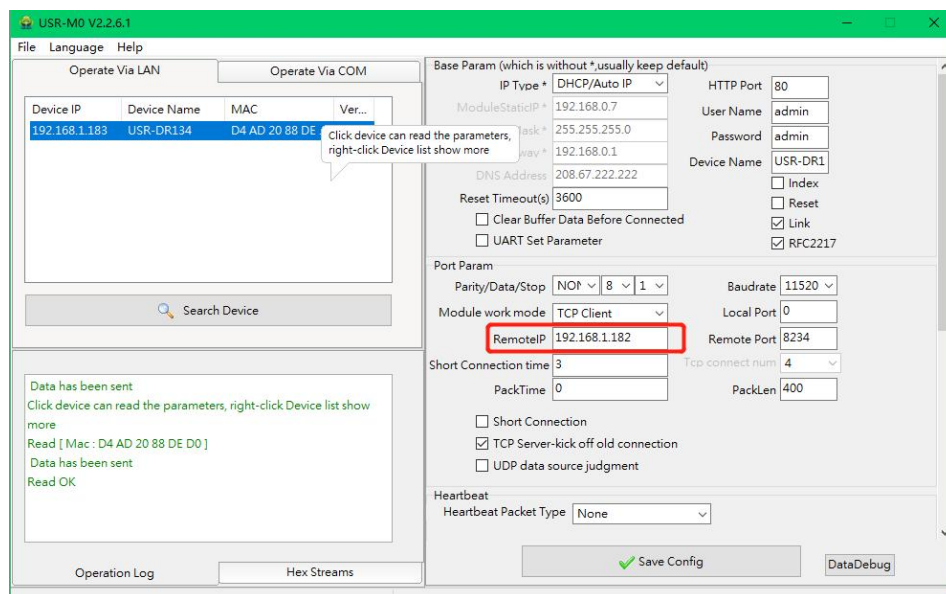 USR-M0 V2.2.6.1
File Language Help
Operate Via LAN
Operate Via COM
Device IP Device Name MAC Ver...
192.168.1.183 USR-DR134 D4 AD 20 88 DE
Click device can read the parameters,
right-click Device list show more
Search Device
Data has been sent
Click device can read the parameters, right-click Device list show
more
Read [ Mac : D4 AD 20 88 DE D0 ]
Data has been sent
Read OK
Operation Log
Hex Streams
Base Param (which is without *,usually keep default)
IP Type * DHCP/Auto IP
HTTP Port 80
ModuleStaticIP * 192.168.0.7
User Name admin
255.255.255.0
Password admin
192.168.0.1
Device Name USR-DR1
DNS Address 208.67.222.222
Index
Reset Timeout(s) 3600
Reset
Clear Buffer Data Before Connected
Link
UART Set Parameter
RFC2217
Port Param
Parity/Data/Stop 8 1
Baudrate 11520
Module work mode TCP Client
Local Port 0
RemoteIP 192.168.1.182
Remote Port 8234
Short Connection time 3
Tcp connect num 4
PackTime 0
PackLen 400
Short Connection
TCP Server-kick off old connection
UDP data source judgment
Heartbeat
Heartbeat Packet Type None
Save Config
DataDebug